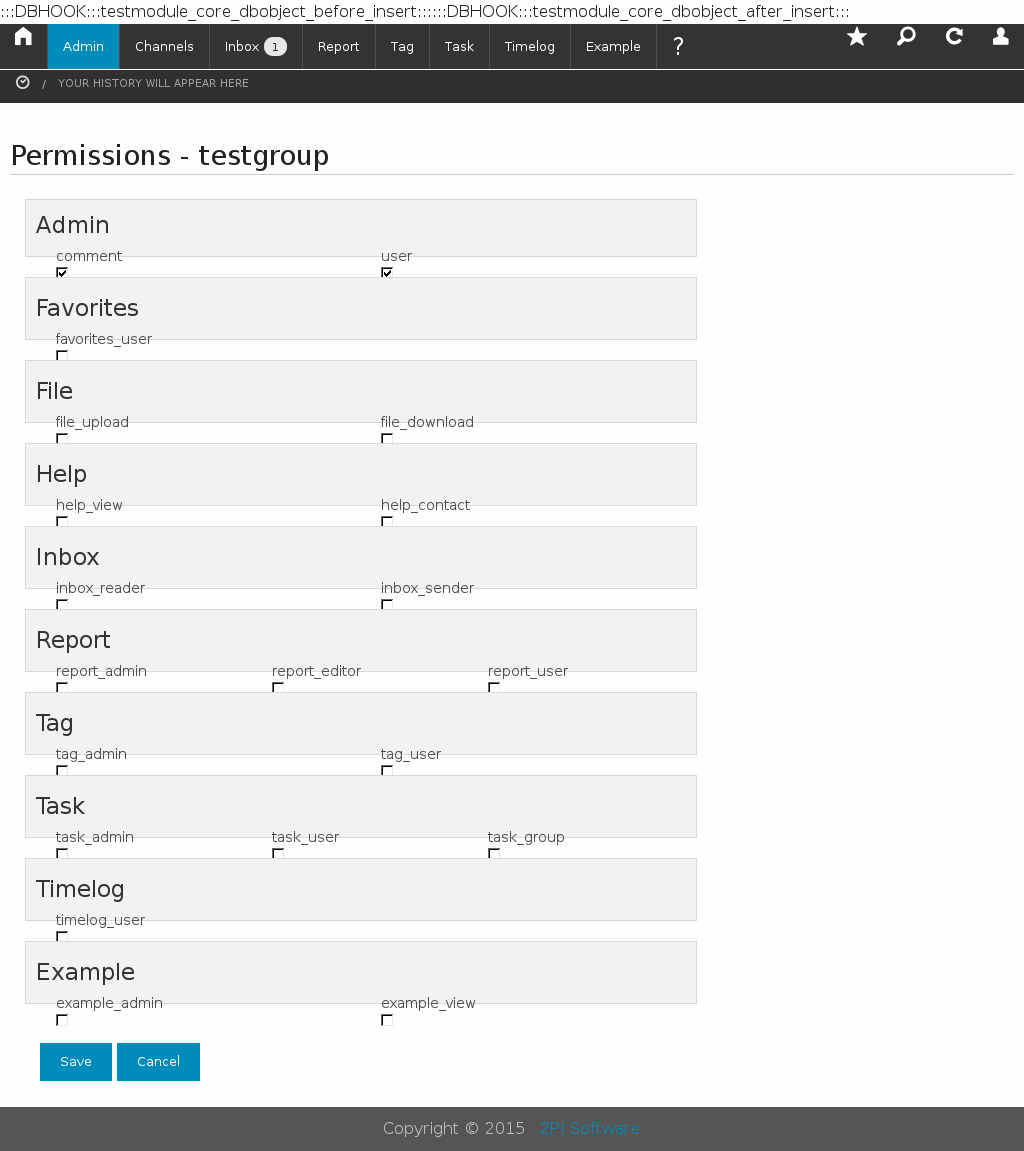 :::DBHOOK:::testmodule_core_dbobject_before_insert::::::DBHOOK:::testmodule_core_dbobject_after_insert:::
Admin Channels Inbox 1 Report Tag Task Timelog Example ?
/ YOUR HISTORY WILL APPEAR HERE
Permissions - testgroup
Admin
comment user
Favorites
favorites_user
File
file_upload file_download
Help
help_view help_contact
Inbox
inbox_reader inbox_sender
Report
report_admin report_editor report_user
Tag
tag_admin tag_user
Task
task_admin task_user task_group
Timelog
timelog_user
Example
example_admin example_view
Save Cancel
Copyright © 2015 2PI Software